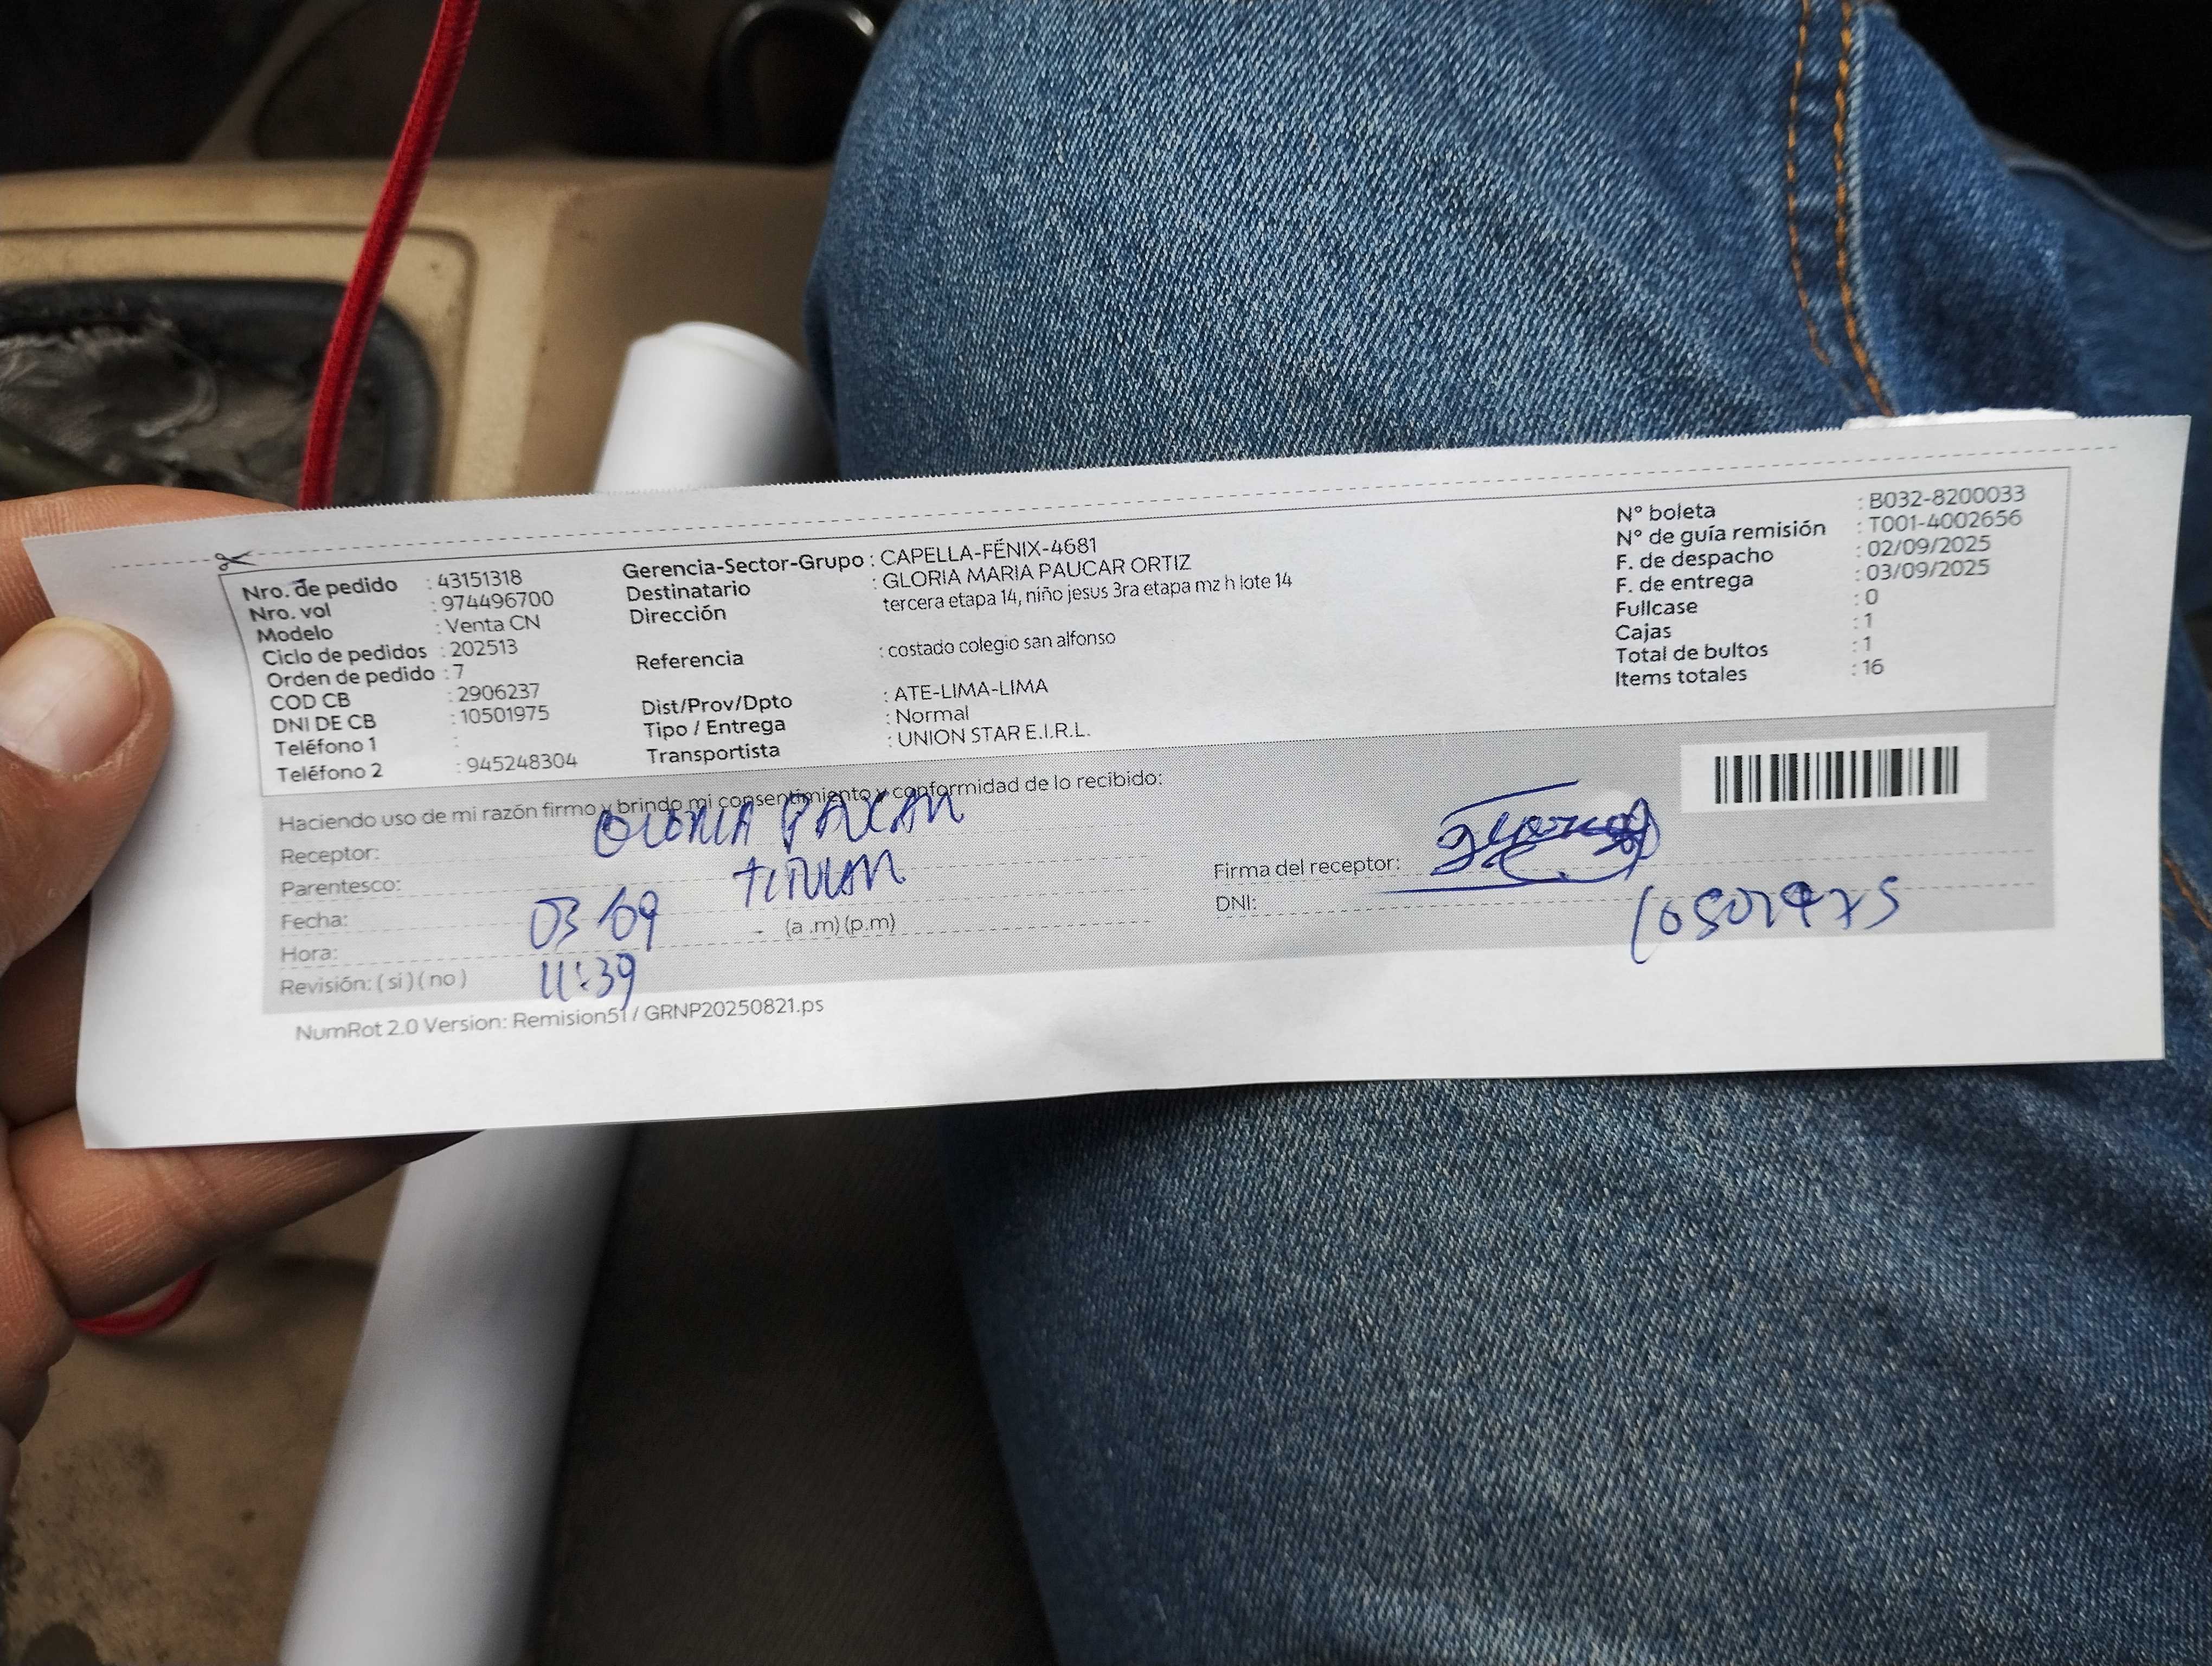 Nro. de pedido : 43151318
Nro. vol : 974496700
Modelo : Venta CN
Ciclo de pedidos : 202513
Orden de pedido : 7
COD CB : 2906237
DNI DE CB : 10501975
Teléfono 1 :
Teléfono 2 : 945248304
Gerencia-Sector-Grupo : CAPELLA-FÉNIX-4681
Destinatario : GLORIA MARIA PAUCAR ORTIZ
Dirección tercera etapa 14, niño jesus 3ra etapa mz h lote 14
Referencia : costado colegio san alfonso
Dist/Prov/Dpto : ATE-LIMA-LIMA
Tipo / Entrega : Normal
Transportista : UNION STAR E.I.R.L.
N° boleta : B032-8200033
N° de guía remisión : T001-4002656
F. de despacho : 02/09/2025
F. de entrega : 03/09/2025
Fullcase : 0
Cajas : 1
Total de bultos : 1
Items totales : 16
Haciendo uso de mi razón firmo y brindo mi consentimiento y conformidad de lo recibido:
Receptor: GLORIA PAUCAR
Parentesco: TITULAR
Fecha: 03/09
Hora: 11:39 (a .m) (p.m)
Revisión: ( si ) ( no )
Firma del receptor:
DNI: 10501975
NumRot 2.0 Version: Remision51 / GRNP20250821.ps